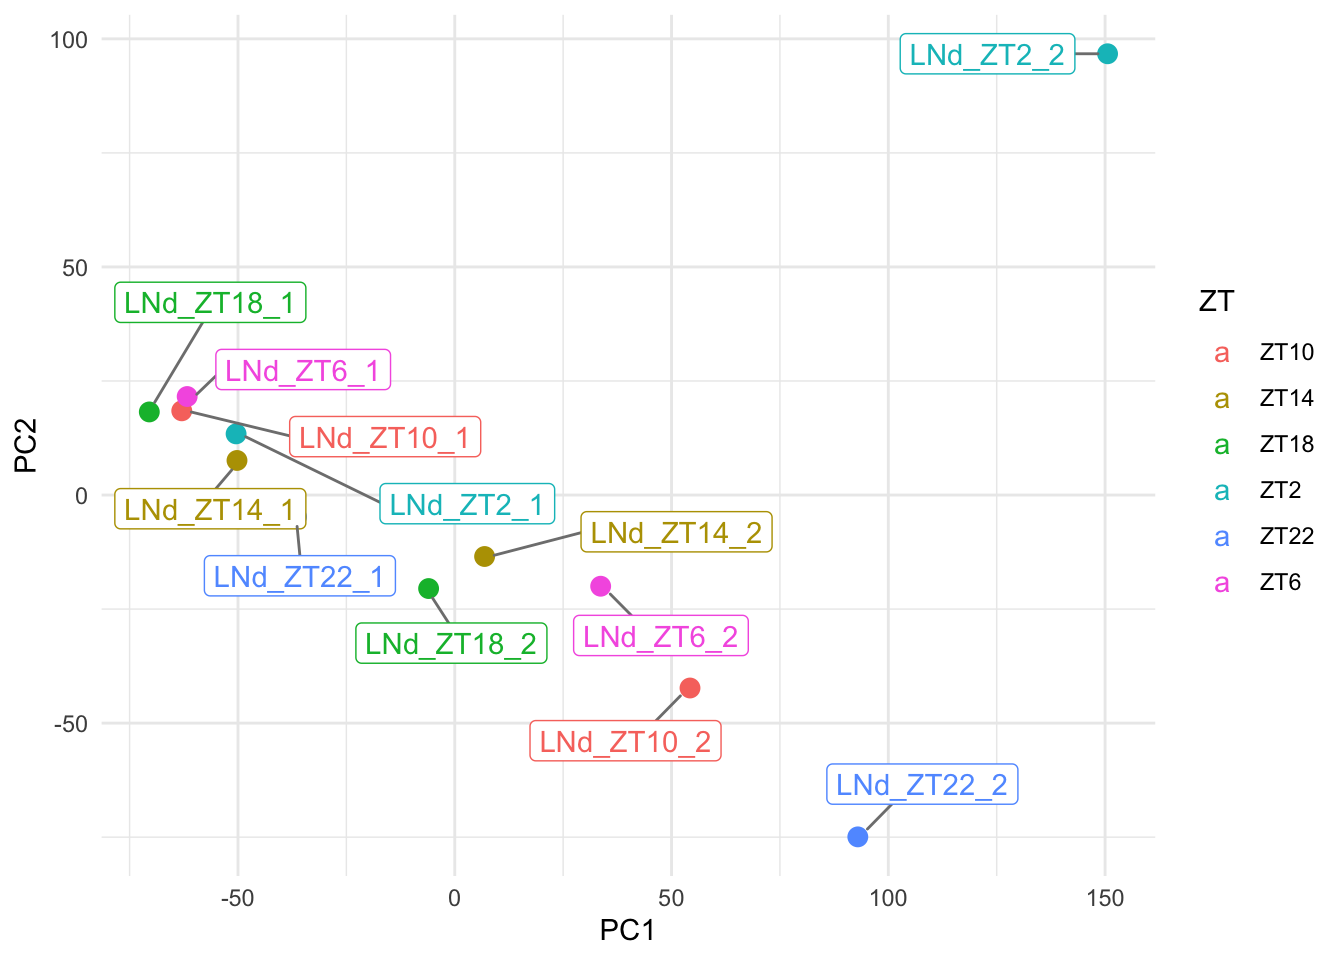 100
LNd_ZT2_2
50
LNd_ZT18_1
LNd_ZT6_1
LNd_ZT10_1
LNd_ZT2_1
0
LNd_ZT14_1
LNd_ZT14_2
LNd_ZT22_1
LNd_ZT18_2
LNd_ZT6_2
-50
LNd_ZT10_2
LNd_ZT22_2
PC2
-50 0 50 100 150
PC1
ZT
a ZT10
a ZT14
a ZT18
a ZT2
a ZT22
a ZT6